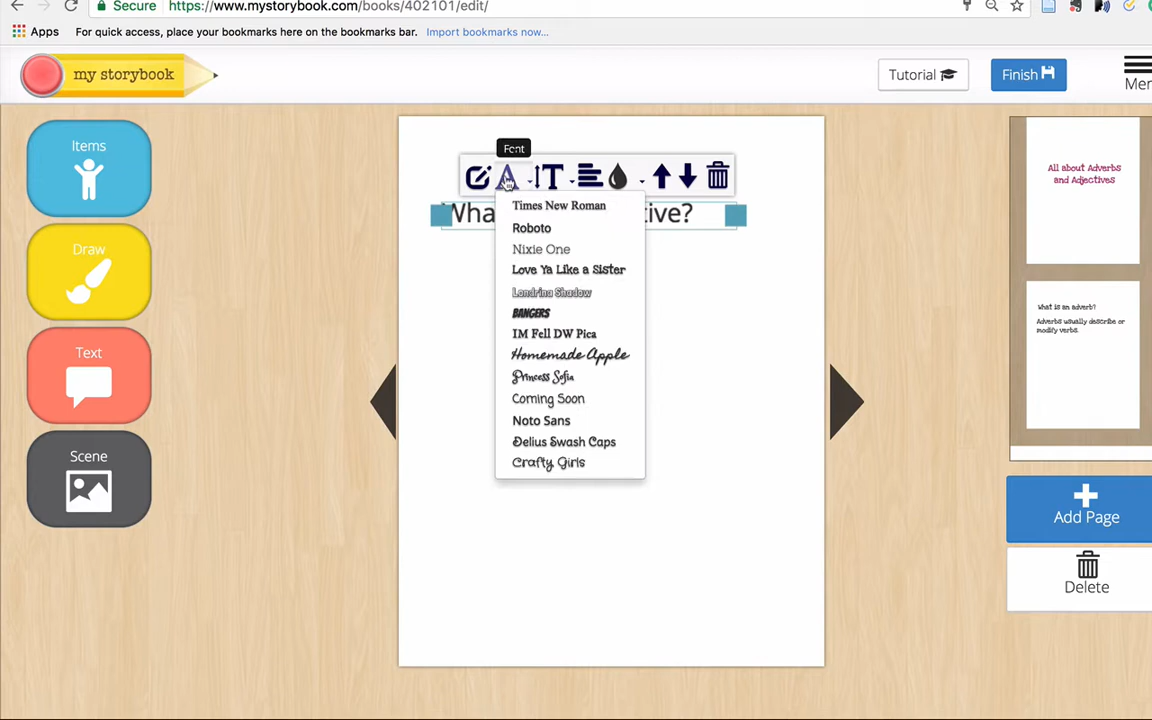 Secure https://www.mystorybook.com/books/402101/edit/
Apps For quick access, place your bookmarks here on the bookmarks bar. Import bookmarks now...
my storybook
Tutorial
Finish
Items
Draw
Text
Scene
Font
Times New Roman
Roboto
Nixie One
Love Ya Like a Sister
Londrina Shadow
BANGERS
IM Fell DW Pica
Homemade Apple
Princess Sofia
Coming Soon
Noto Sans
Delius Swash Caps
Crafty Girls
All about Adverbs
and Adjectives
What is an adverb?
Adverbs usually describe or
modify verbs.
Add Page
Delete